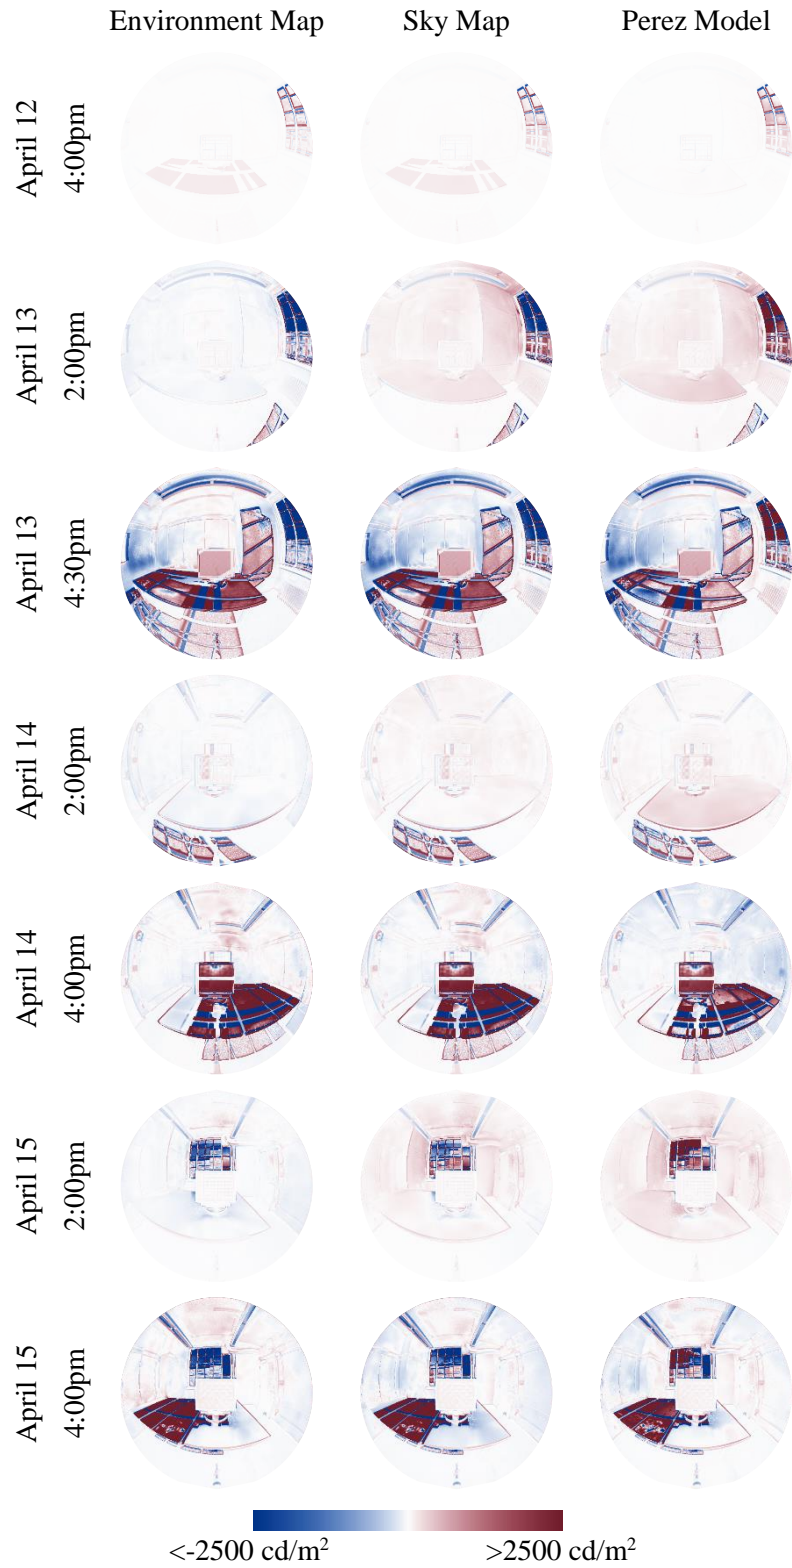 Environment Map Sky Map Perez Model
April 12
4:00pm
April 13
2:00pm
April 13
4:30pm
April 14
2:00pm
April 14
4:00pm
April 15
2:00pm
April 15
4:00pm
<-2500 cd/m² >2500 cd/m²